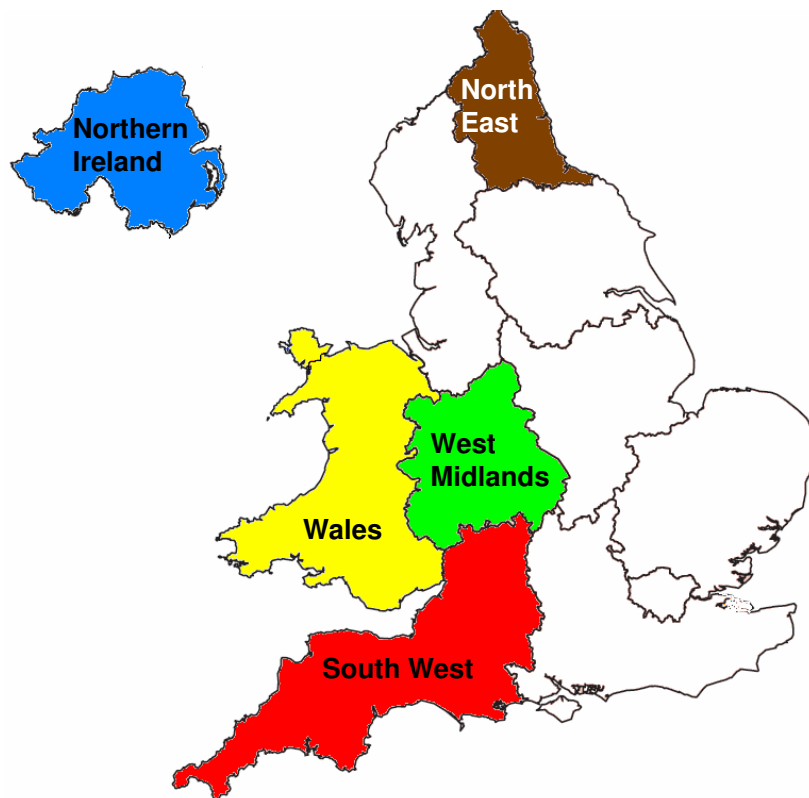 North
East
Northern
Ireland
West
Midlands
Wales
South West